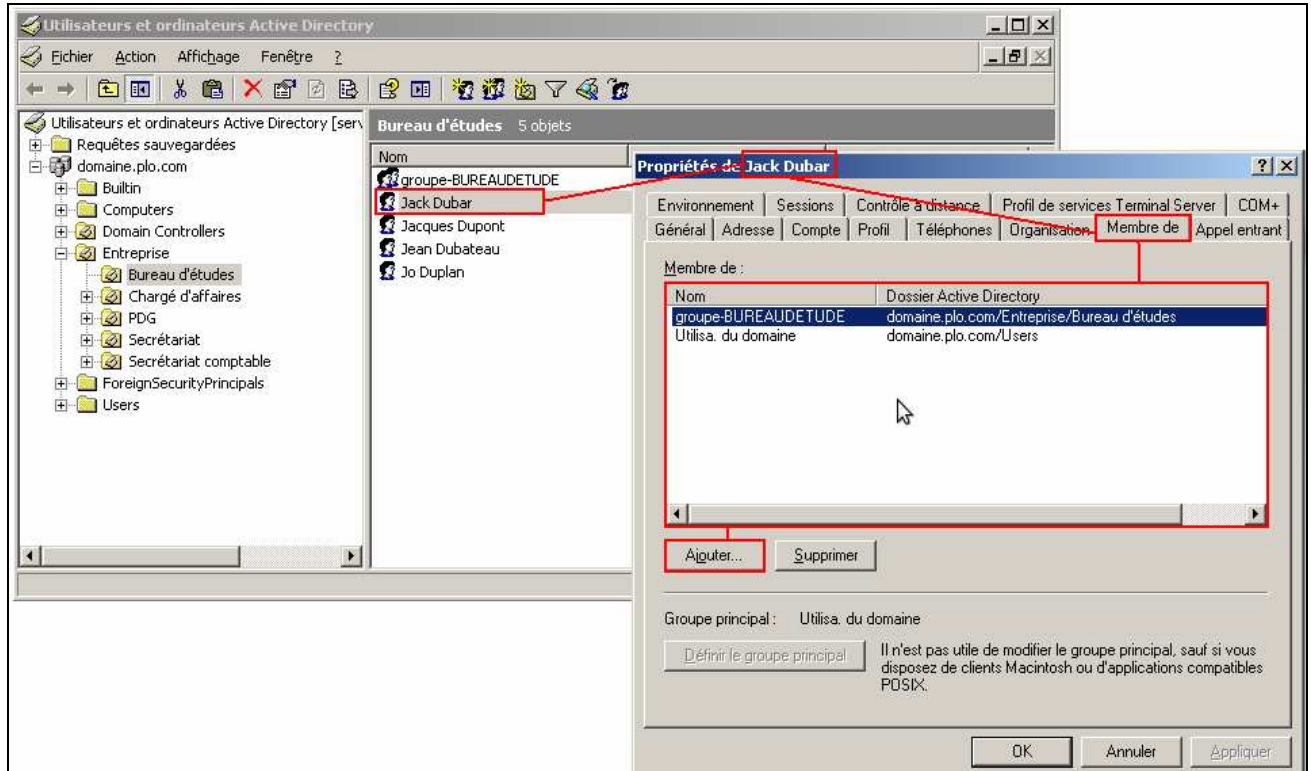 Utilisateurs et ordinateurs Active Directory
Fichier Action Affichage Fenêtre ?
Utilisateurs et ordinateurs Active Directory [serv
Requêtes sauvegardées
domaine.plo.com
Builtin
Computers
Domain Controllers
Entreprise
Bureau d'études
Chargé d'affaires
PDG
Secrétariat
Secrétariat comptable
ForeignSecurityPrincipals
Users
Bureau d'études 5 objets
Nom
groupe-BUREAUDETUDE
Jack Dubar
Jacques Dupont
Jean Dubateau
Jo Duplan
Propriétés de Jack Dubar
Environnement Sessions Contrôle à distance Profil de services Terminal Server COM+
Général Adresse Compte Profil Téléphones Organisation Membre de Appel entrant
Membre de :
Nom Dossier Active Directory
groupe-BUREAUDETUDE domaine.plo.com/Entreprise/Bureau d'études
Utilisa. du domaine domaine.plo.com/Users
Ajouter... Supprimer
Groupe principal : Utilisa. du domaine
Définir le groupe principal
Il n'est pas utile de modifier le groupe principal, sauf si vous
disposez de clients Macintosh ou d'applications compatibles
POSIX.
OK Annuler Appliquer